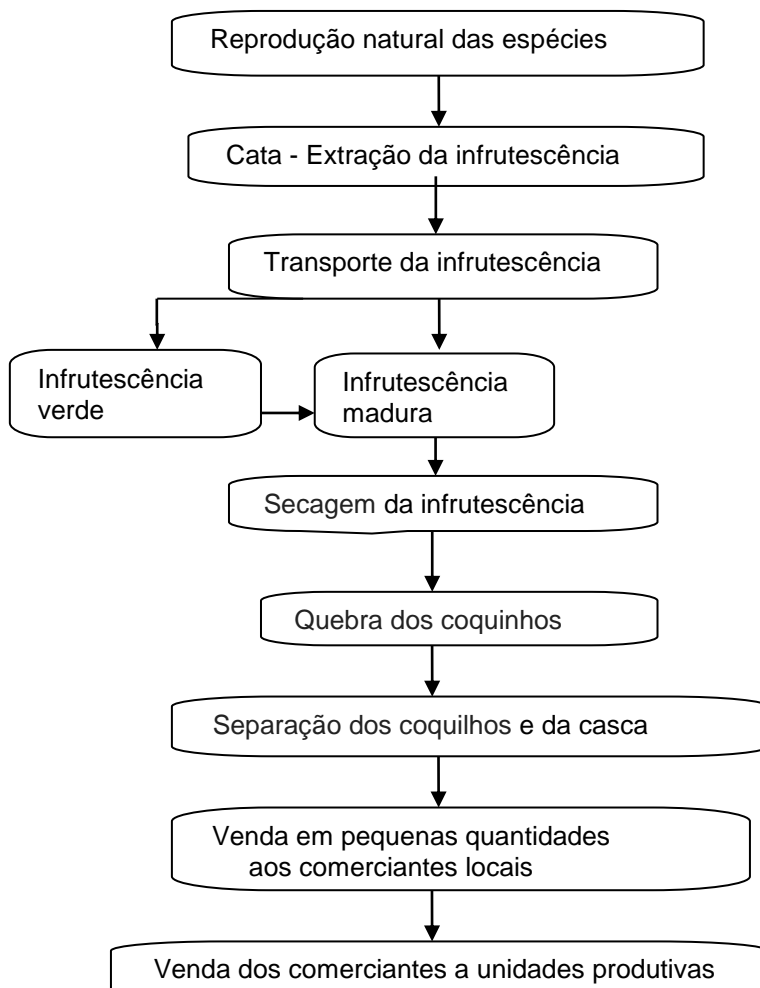 Reprodução natural das espécies
Cata - Extração da infrutescência
Transporte da infrutescência
Infrutescência
verde
Infrutescência
madura
Secagem da infrutescência
Quebra dos coquinhos
Separação dos coquilhos e da casca
Venda em pequenas quantidades
aos comerciantes locais
Venda dos comerciantes a unidades produtivas